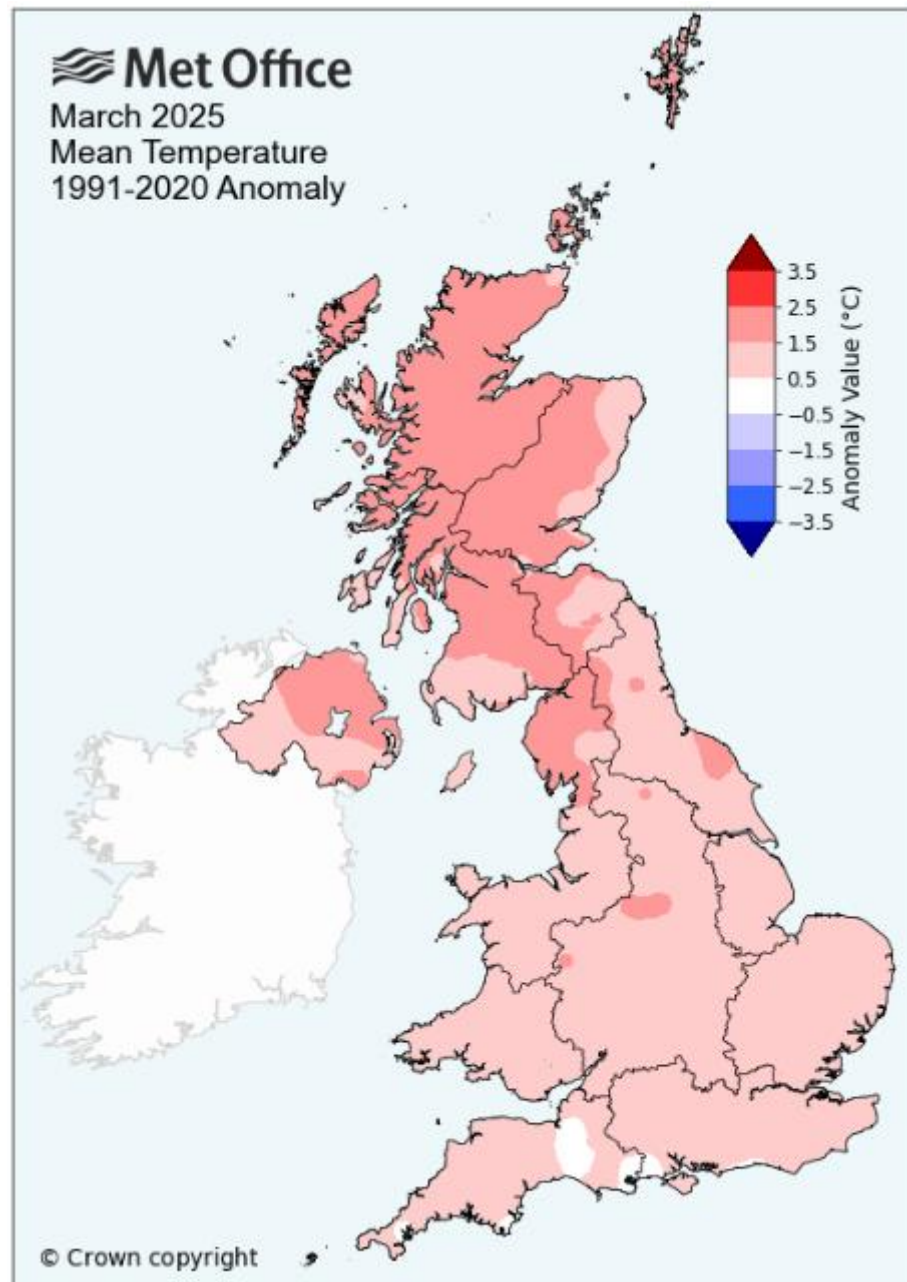 Met Office
March 2025
Mean Temperature
1991-2020 Anomaly
3.5
2.5
1.5
0.5
−0.5
−1.5
−2.5
−3.5
Anomaly Value (°C)
© Crown copyright